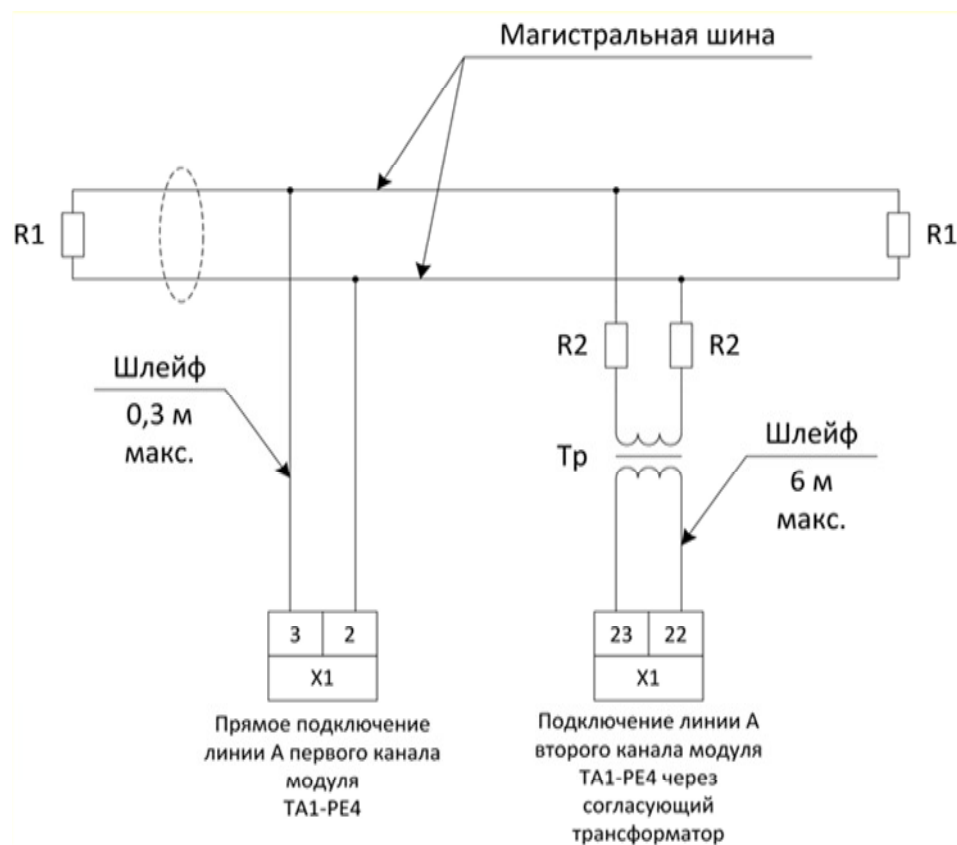 Магистральная шина
R1
R1
R2
R2
Шлейф
0,3 м
макс.
Тр
Шлейф
6 м
макс.
3
2
X1
23
22
X1
Прямое подключение
линии А первого канала
модуля
TA1-PE4
Подключение линии А
второго канала модуля
TA1-PE4 через
согласующий
трансформатор